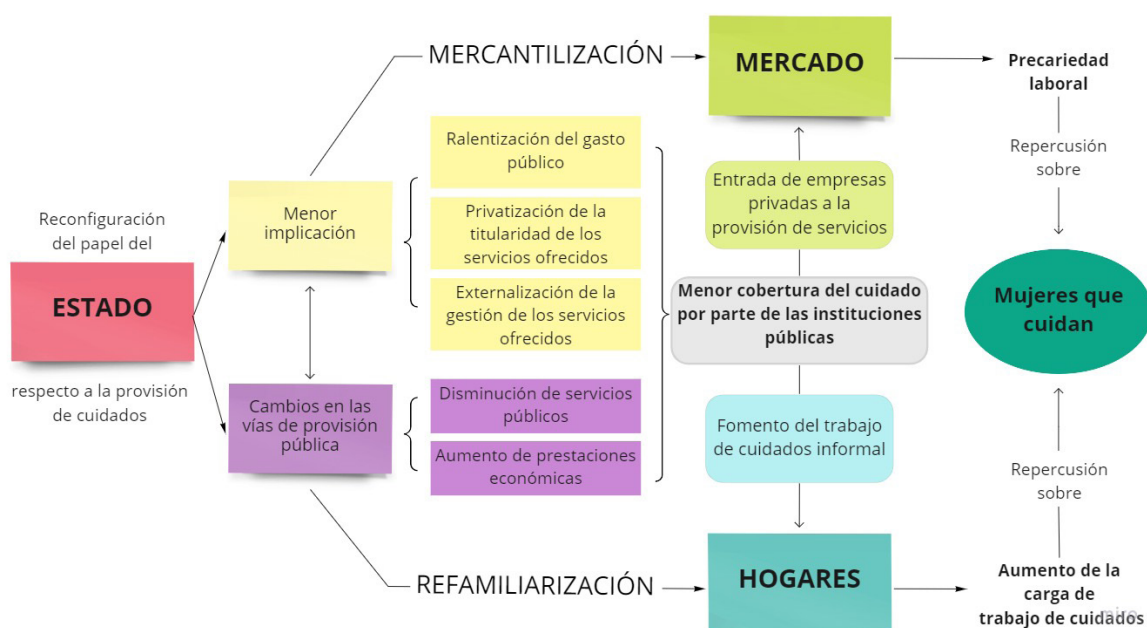 Reconfiguración
del papel del
ESTADO
respecto a la provisión
de cuidados
Menor
implicación
Cambios en las
vías de provisión
pública
MERCANTILIZACIÓN
Ralentización del gasto
público
Privatización de la
titularidad de los
servicios ofrecidos
Externalización de la
gestión de los servicios
ofrecidos
Disminución de servicios
públicos
Aumento de prestaciones
económicas
REFAMILIARIZACIÓN
MERCADO
Entrada de empresas
privadas a la
provisión de servicios
Menor cobertura del cuidado
por parte de las instituciones
públicas
Fomento del trabajo
de cuidados informal
HOGARES
Precariedad
laboral
Repercusión
sobre
Mujeres que
cuidan
Repercusión
sobre
Aumento de la
carga de
trabajo de cuidados
miro